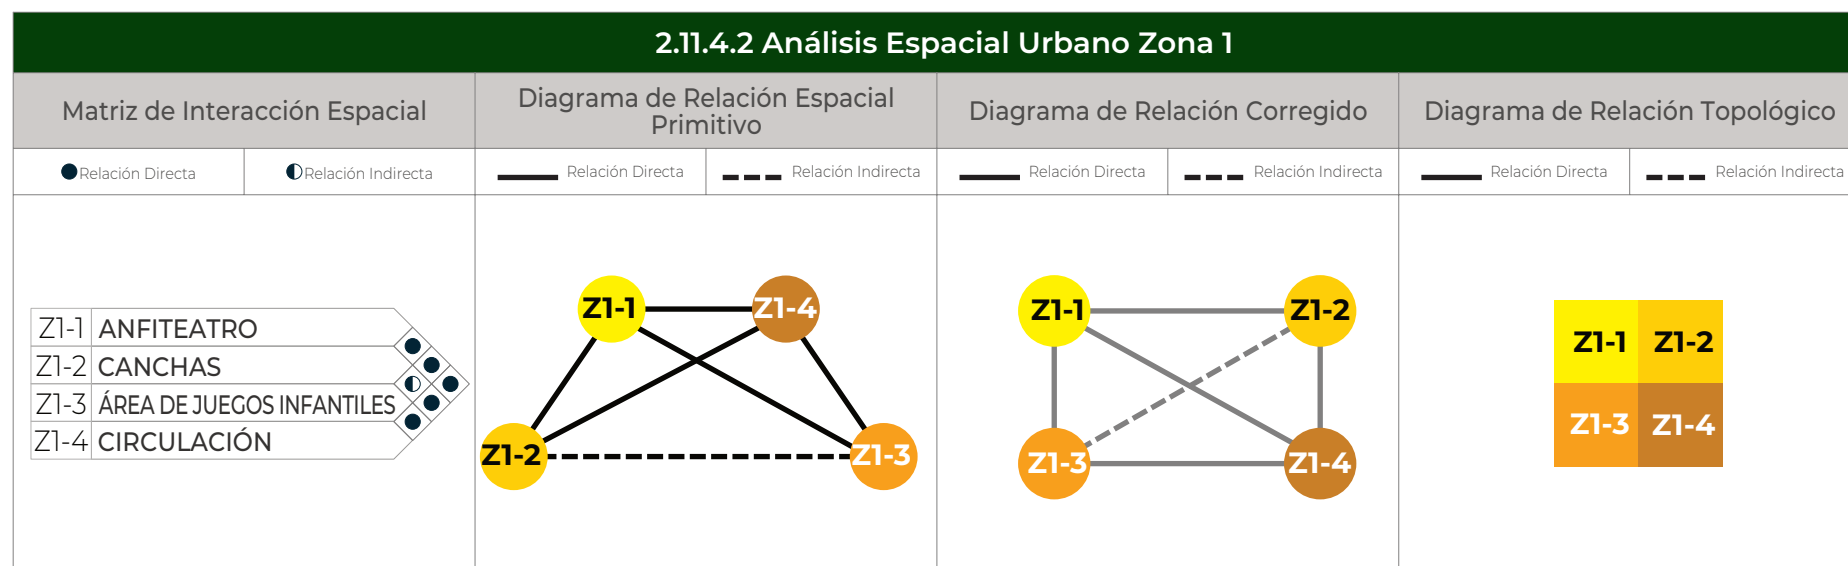 2.11.4.2 Análisis Espacial Urbano Zona 1
Matriz de Interacción Espacial
Diagrama de Relación Espacial
Primitivo
Diagrama de Relación Corregido
Diagrama de Relación Topológico
Relación Directa
Relación Indirecta
Relación Directa
Relación Indirecta
Relación Directa
Relación Indirecta
Relación Directa
Relación Indirecta
Z1-1 ANFITEATRO
Z1-2 CANCHAS
Z1-3 ÁREA DE JUEGOS INFANTILES
Z1-4 CIRCULACIÓN
Z1-1
Z1-4
Z1-2
Z1-3
Z1-1
Z1-2
Z1-3
Z1-4
Z1-1
Z1-2
Z1-3
Z1-4